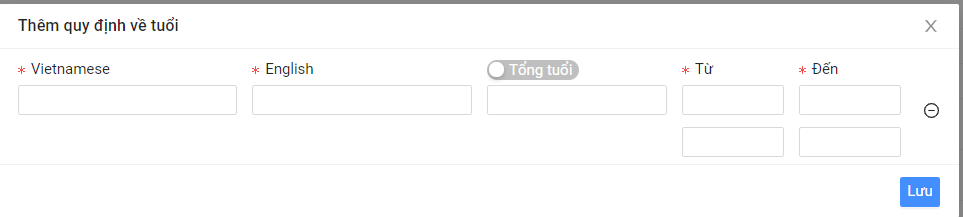 Thêm quy định về tuổi
* Vietnamese * English Tổng tuổi * Từ * Đến
Lưu